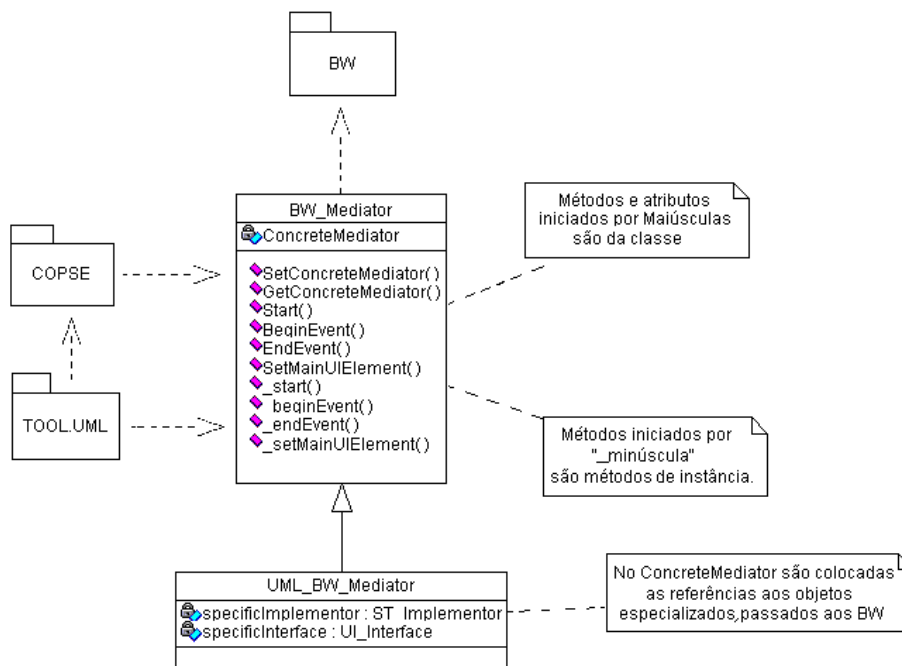 BW
BW_Mediator
ConcreteMediator
SetConcreteMediator()
GetConcreteMediator()
Start()
BeginEvent()
EndEvent()
SetMainUIElement()
_start()
_beginEvent()
_endEvent()
_setMainUIElement()
Métodos e atributos
iniciados por Maiúsculas
são da classe
COPSE
TOOL.UML
Métodos iniciados por
"_minúscula"
são métodos de instância.
UML_BW_Mediator
specificImplementor : ST_Implementor
specificInterface : UI_Interface
No ConcreteMediator são colocadas
as referências aos objetos
especializados,passados aos BW